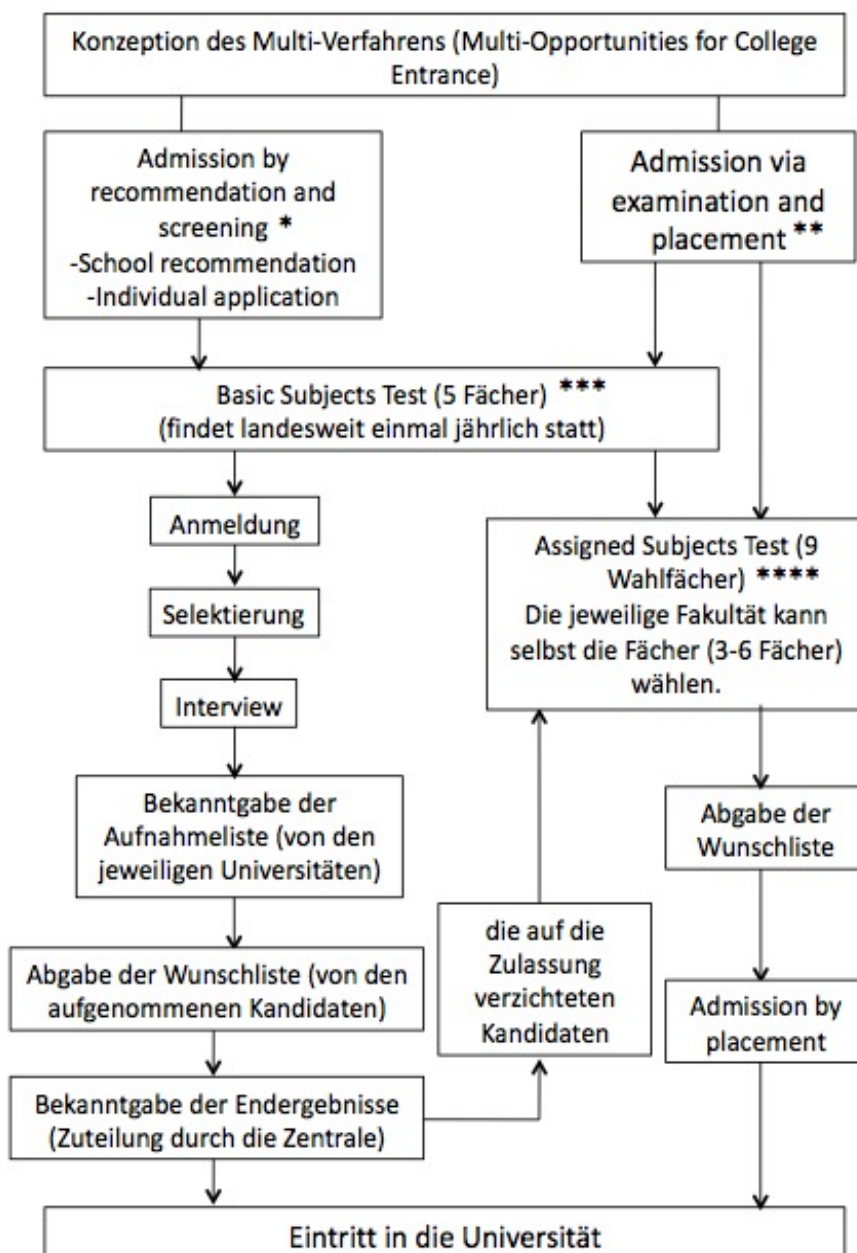 Konzeption des Multi-Verfahrens (Multi-Opportunities for College
Entrance)
Admission by
recommendation and
screening *
-School recommendation
-Individual application
Admission via
examination and
placement **
Basic Subjects Test (5 Fächer) ***
(findet landesweit einmal jährlich statt)
Anmeldung
Selektierung
Interview
Bekanntgabe der
Aufnahmeliste (von den
jeweiligen Universitäten)
Abgabe der Wunschliste (von den
aufgenommenen Kandidaten)
Bekanntgabe der Endergebnisse
(Zuteilung durch die Zentrale)
die auf die
Zulassung
verzichteten
Kandidaten
Assigned Subjects Test (9
Wahlfächer) ****
Die jeweilige Fakultät kann
selbst die Fächer (3-6 Fächer)
wählen.
Abgabe der
Wunschliste
Admission by
placement
Eintritt in die Universität